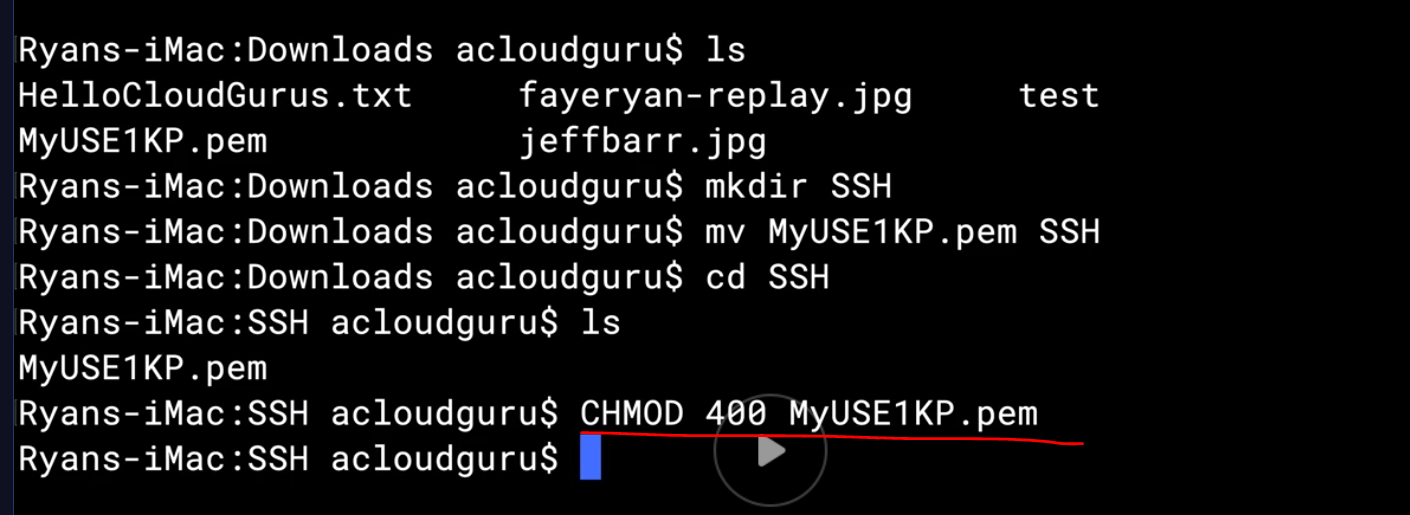 Ryans-iMac:Downloads acloudguru$ ls
HelloCloudGurus.txt fayeryan-replay.jpg test
MyUSE1KP.pem jeffbarr.jpg
Ryans-iMac:Downloads acloudguru$ mkdir SSH
Ryans-iMac:Downloads acloudguru$ mv MyUSE1KP.pem SSH
Ryans-iMac:Downloads acloudguru$ cd SSH
Ryans-iMac:SSH acloudguru$ ls
MyUSE1KP.pem
Ryans-iMac:SSH acloudguru$ CHMOD 400 MyUSE1KP.pem
Ryans-iMac:SSH acloudguru$